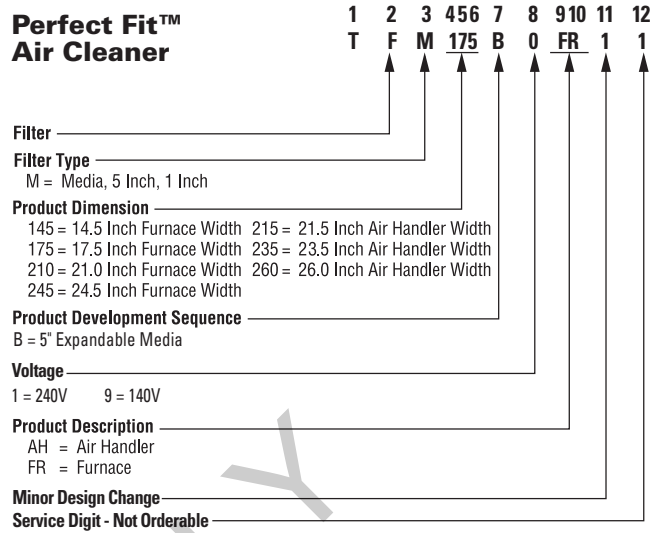 Perfect Fit™
Air Cleaner
1 2 3 456 7 8 910 11 12
T F M 175 B 0 FR 1 1
Filter
Filter Type
M = Media, 5 Inch, 1 Inch
Product Dimension
145 = 14.5 Inch Furnace Width 215 = 21.5 Inch Air Handler Width
175 = 17.5 Inch Furnace Width 235 = 23.5 Inch Air Handler Width
210 = 21.0 Inch Furnace Width 260 = 26.0 Inch Air Handler Width
245 = 24.5 Inch Furnace Width
Product Development Sequence
B = 5" Expandable Media
Voltage
1 = 240V 9 = 140V
Product Description
AH = Air Handler
FR = Furnace
Minor Design Change
Service Digit - Not Orderable
Y